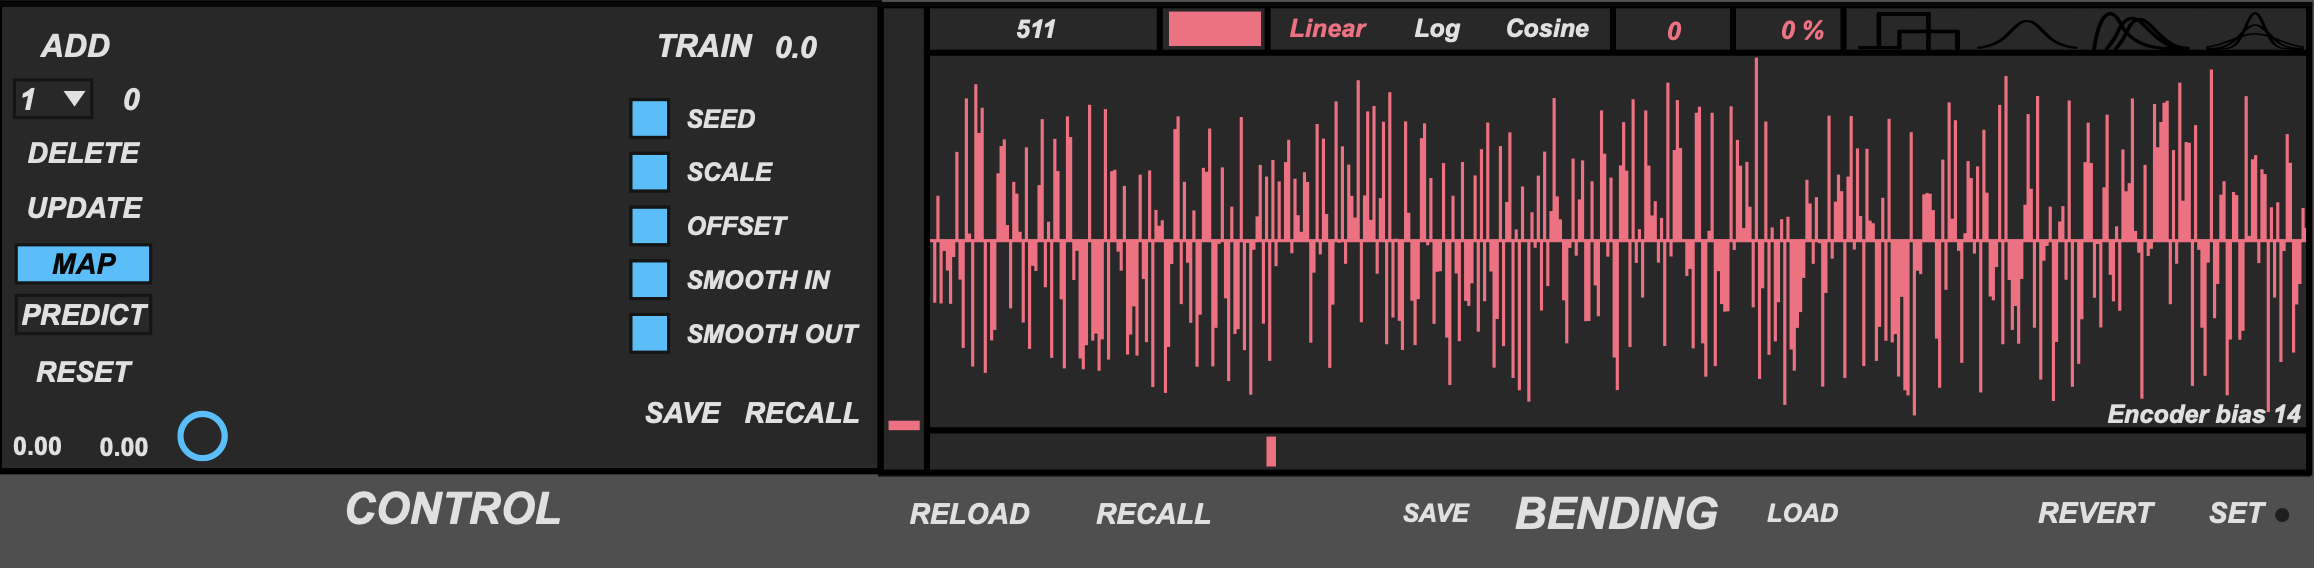 ADD
TRAIN 0.0
1 0
DELETE
UPDATE
MAP
PREDICT
RESET
0.00 0.00
SEED
SCALE
OFFSET
SMOOTH IN
SMOOTH OUT
SAVE RECALL
CONTROL
511 Linear Log Cosine 0 0 %
Encoder bias 14
RELOAD RECALL SAVE BENDING LOAD REVERT SET